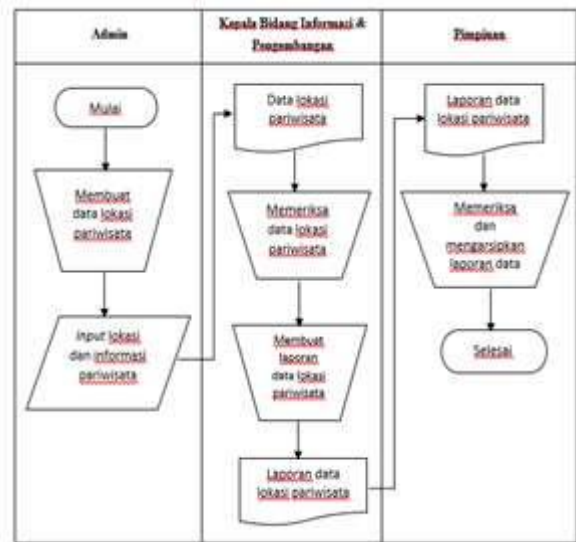 Admin
Kepala Bidang Informasi &
Pengembangan
Pimpinan
Mulai
Membuat
data lokasi
pariwisata
Input lokasi
dan informasi
pariwisata
Data lokasi
pariwisata
Memeriksa
data lokasi
pariwisata
Membuat
laporan
data lokasi
pariwisata
Laporan data
lokasi pariwisata
Laporan data
lokasi pariwisata
Memeriksa
dan
mengarsipkan
laporan data
Selesai